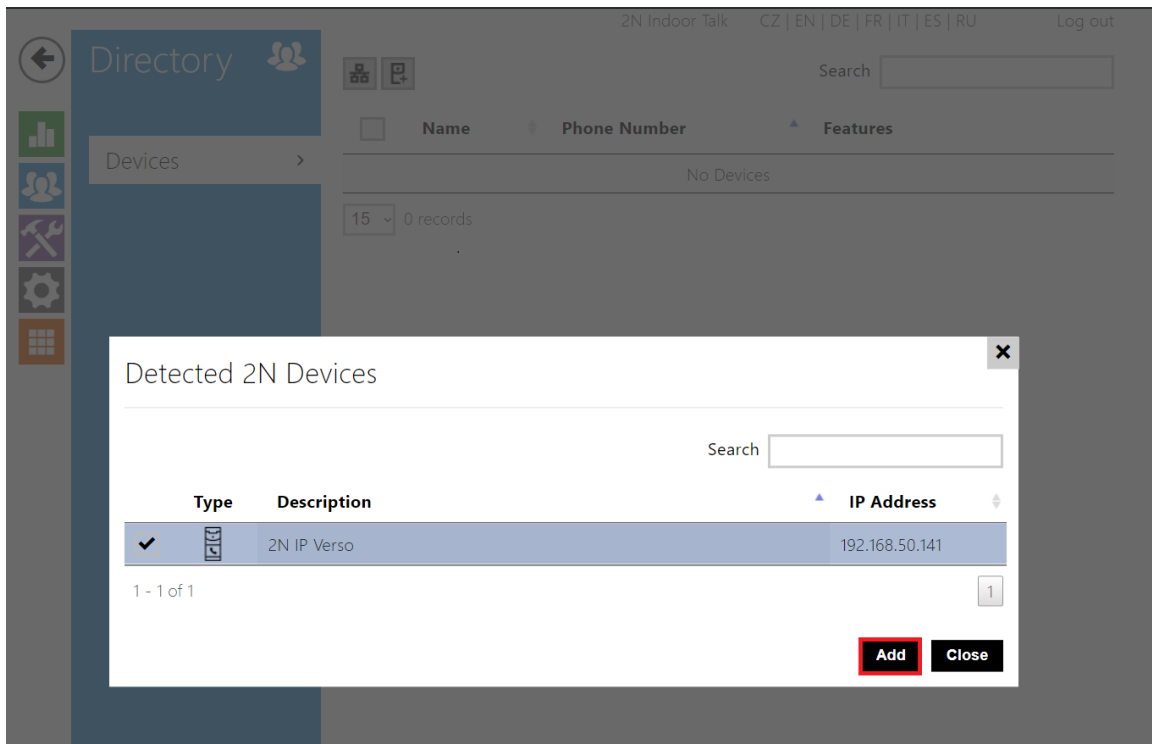 2N Indoor Talk CZ | EN | DE | FR | IT | ES | RU Log out
Directory
Search
Name Phone Number Features
Devices
No Devices
15 0 records
Detected 2N Devices
Search
Type Description IP Address
2N IP Verso 192.168.50.141
1 - 1 of 1 1
Add Close